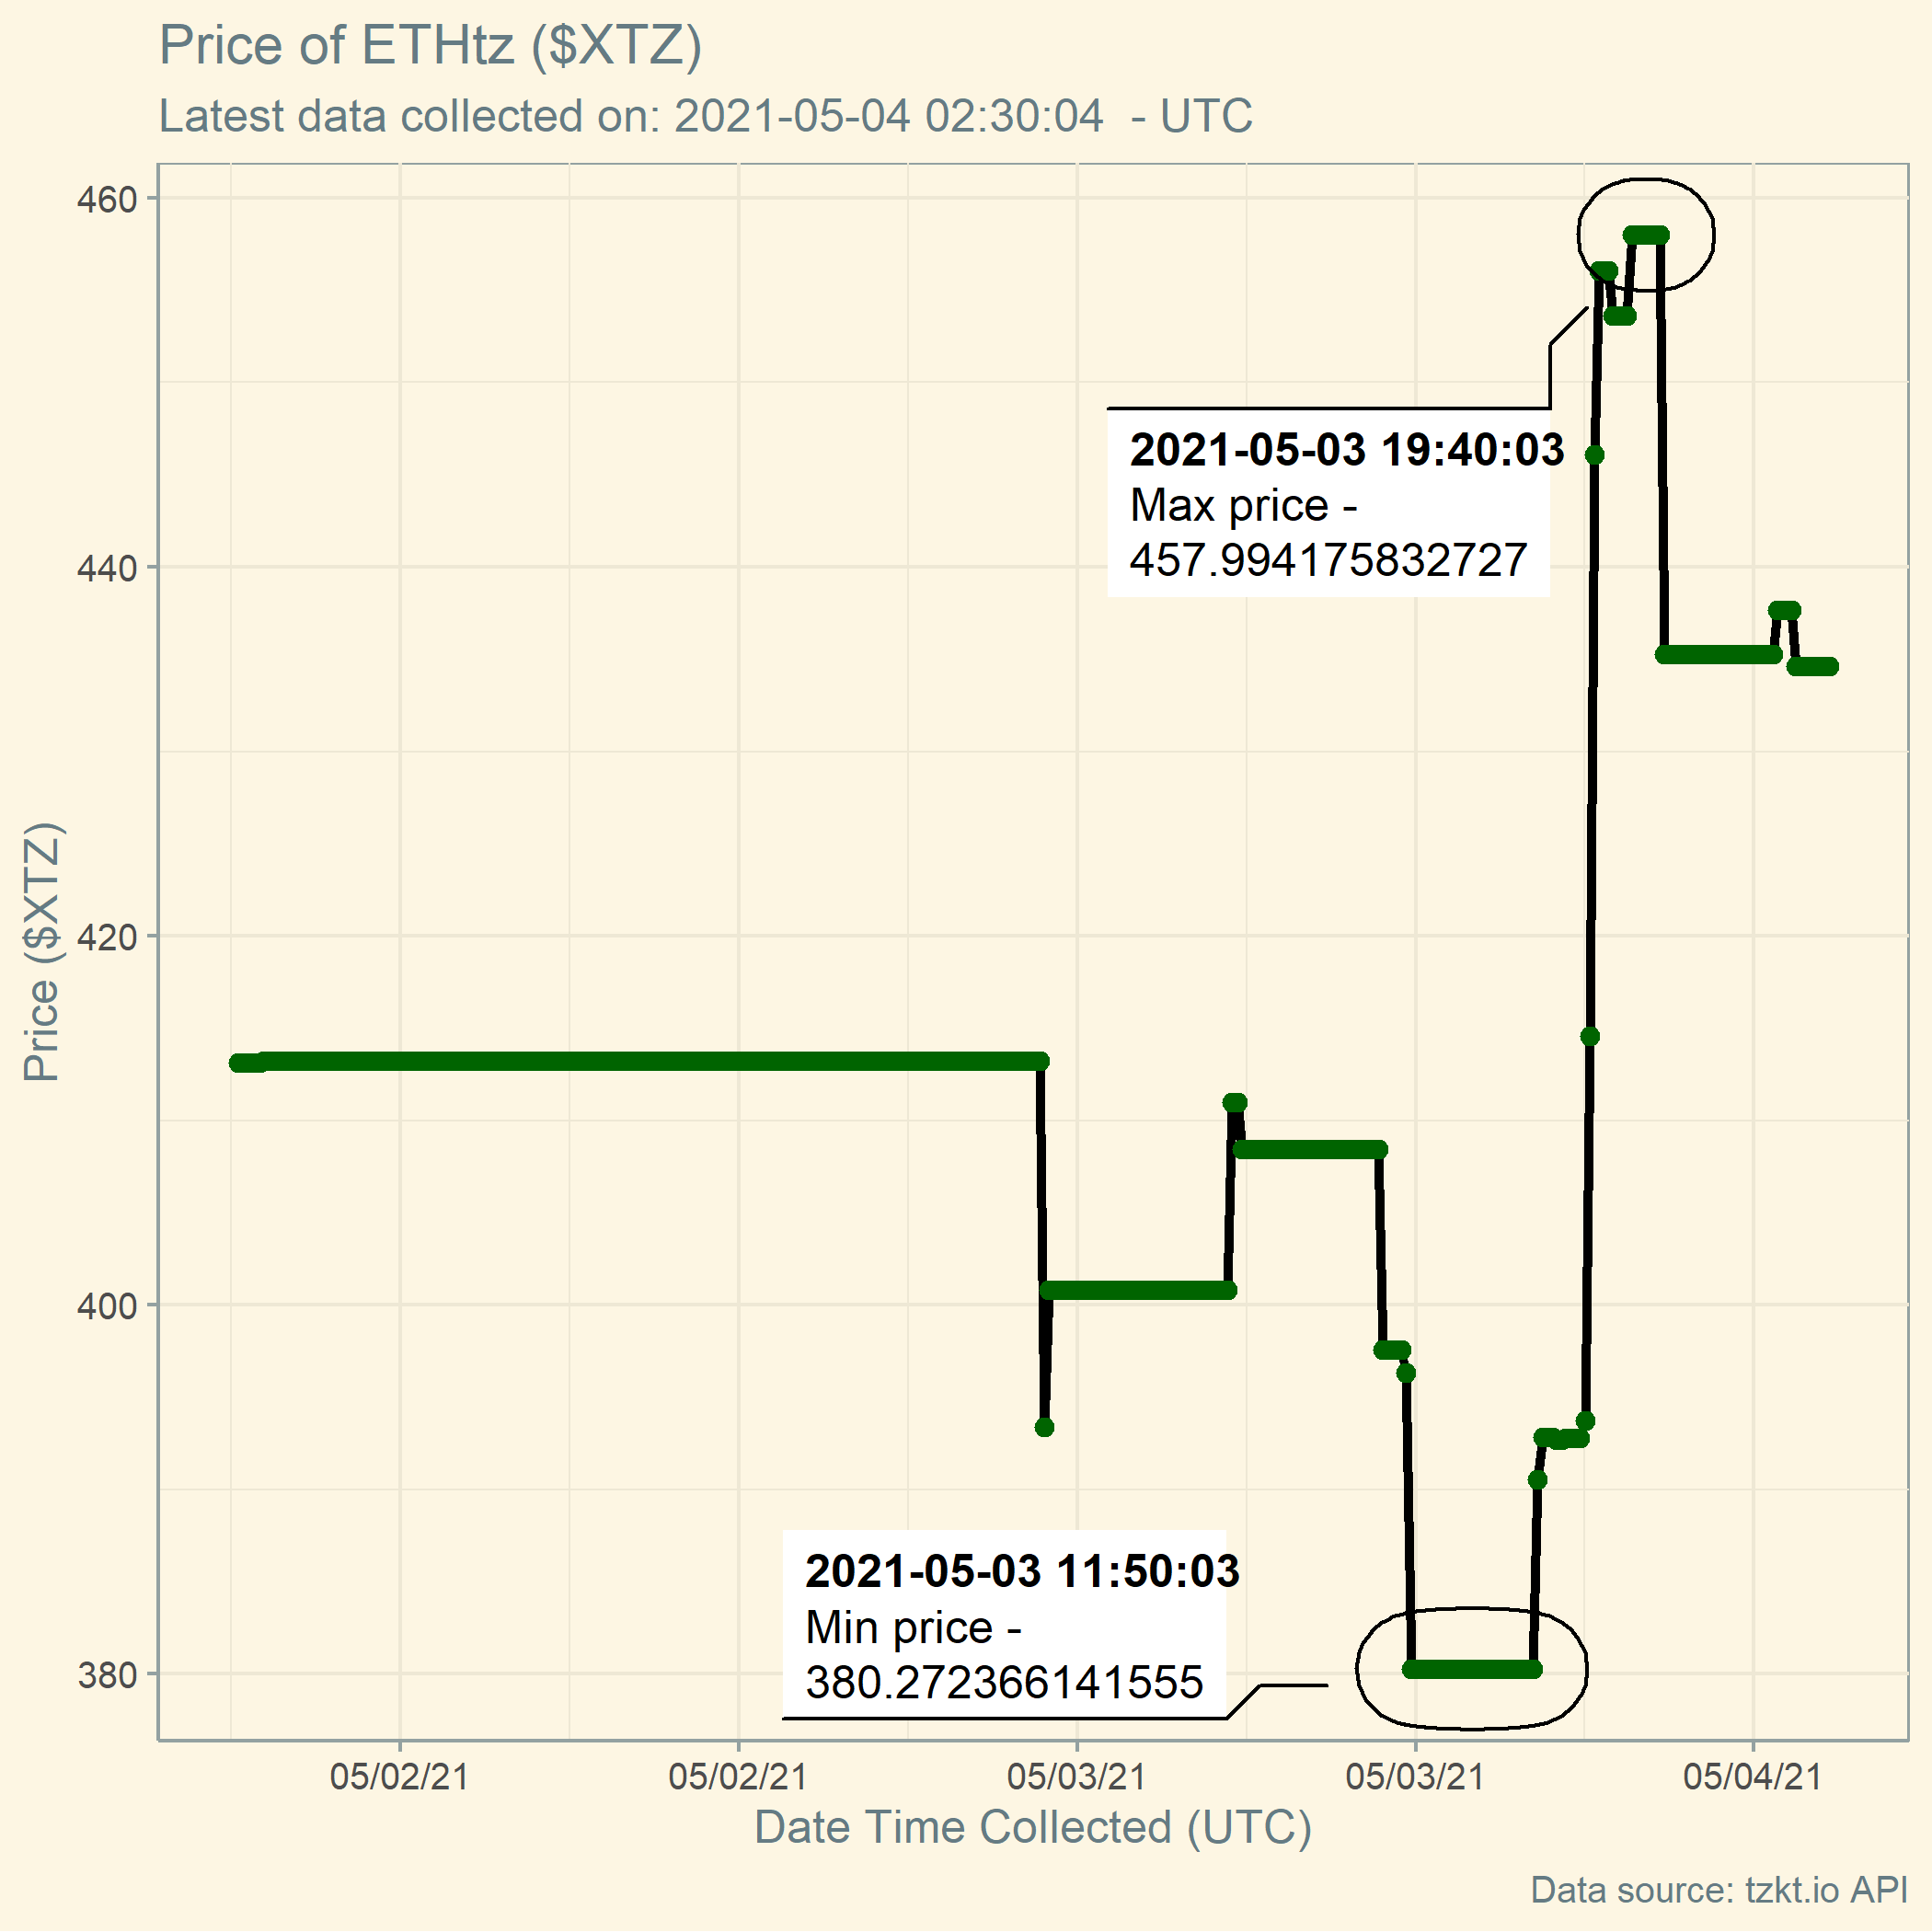 Price of ETHtz ($XTZ)
Latest data collected on: 2021-05-04 02:30:04  - UTC
460
440
420
400
380
Price ($XTZ)
2021-05-03 19:40:03
Max price -
457.994175832727
2021-05-03 11:50:03
Min price -
380.272366141555
05/02/21
05/02/21
05/03/21
05/03/21
05/04/21
Date Time Collected (UTC)
Data source: tzkt.io API